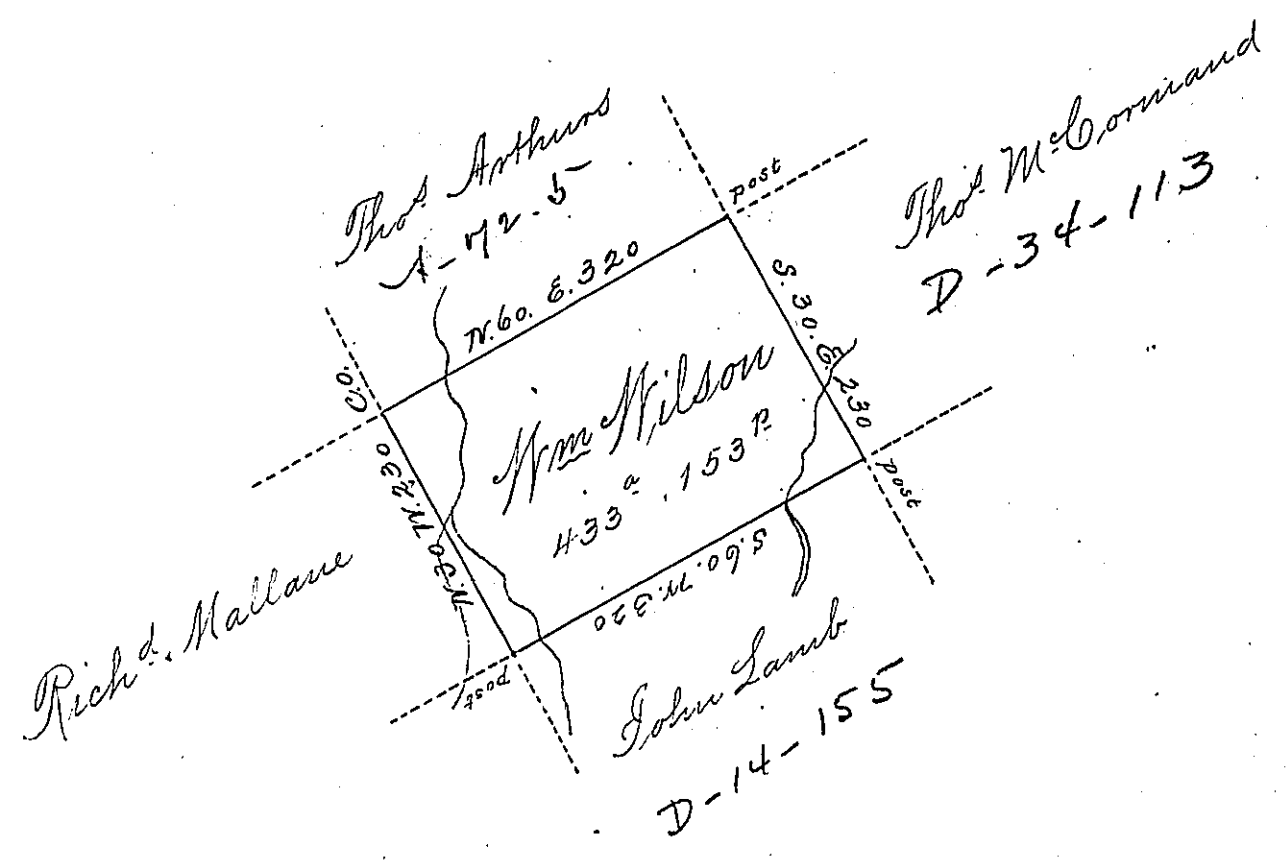 Thos Arthurs
A-72-5
post
Thos McCormand
D-34-113
N.60.E.320
C.O.
S.30.E.230
Wm Wilson
433a.153P
N.30W.230
post
S.60.W.320
post
Richd. Mallane
John Lamb
D-14-155